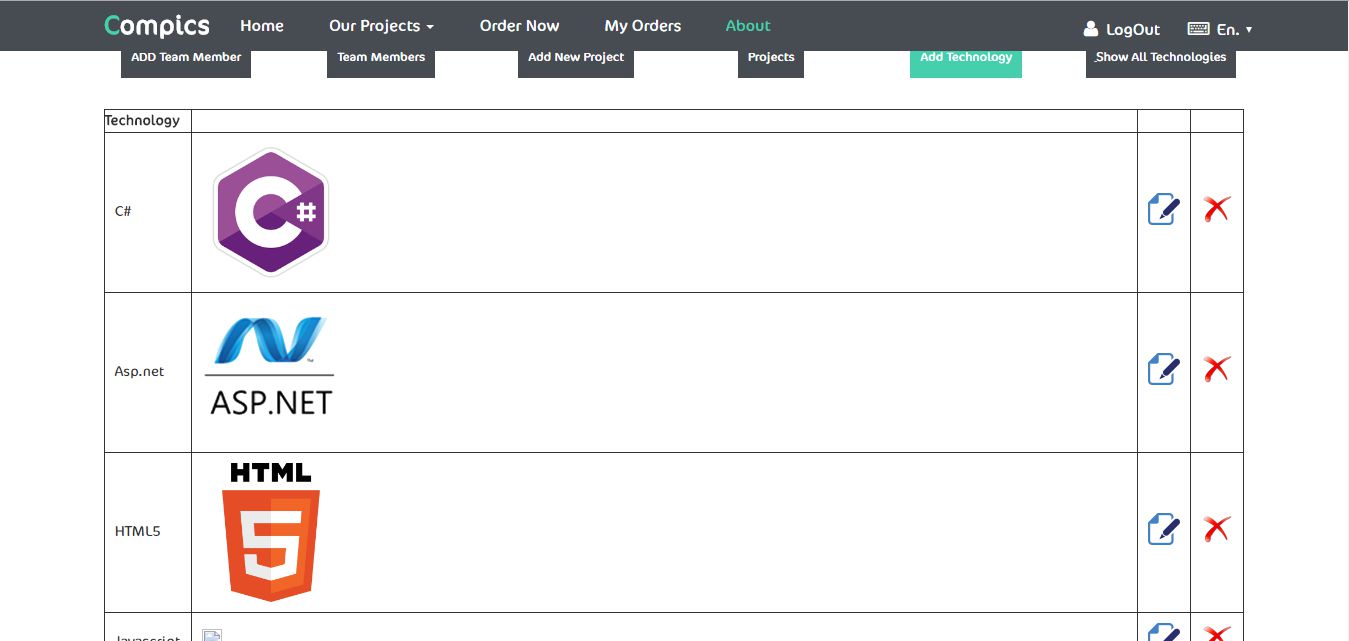 Compics Home Our Projects Order Now My Orders About LogOut En.
ADD Team Member Team Members Add New Project Projects Add Technology Show All Technologies
Technology
C#
C#
Asp.net
ASP.NET
HTML
HTML5
5
Javascript